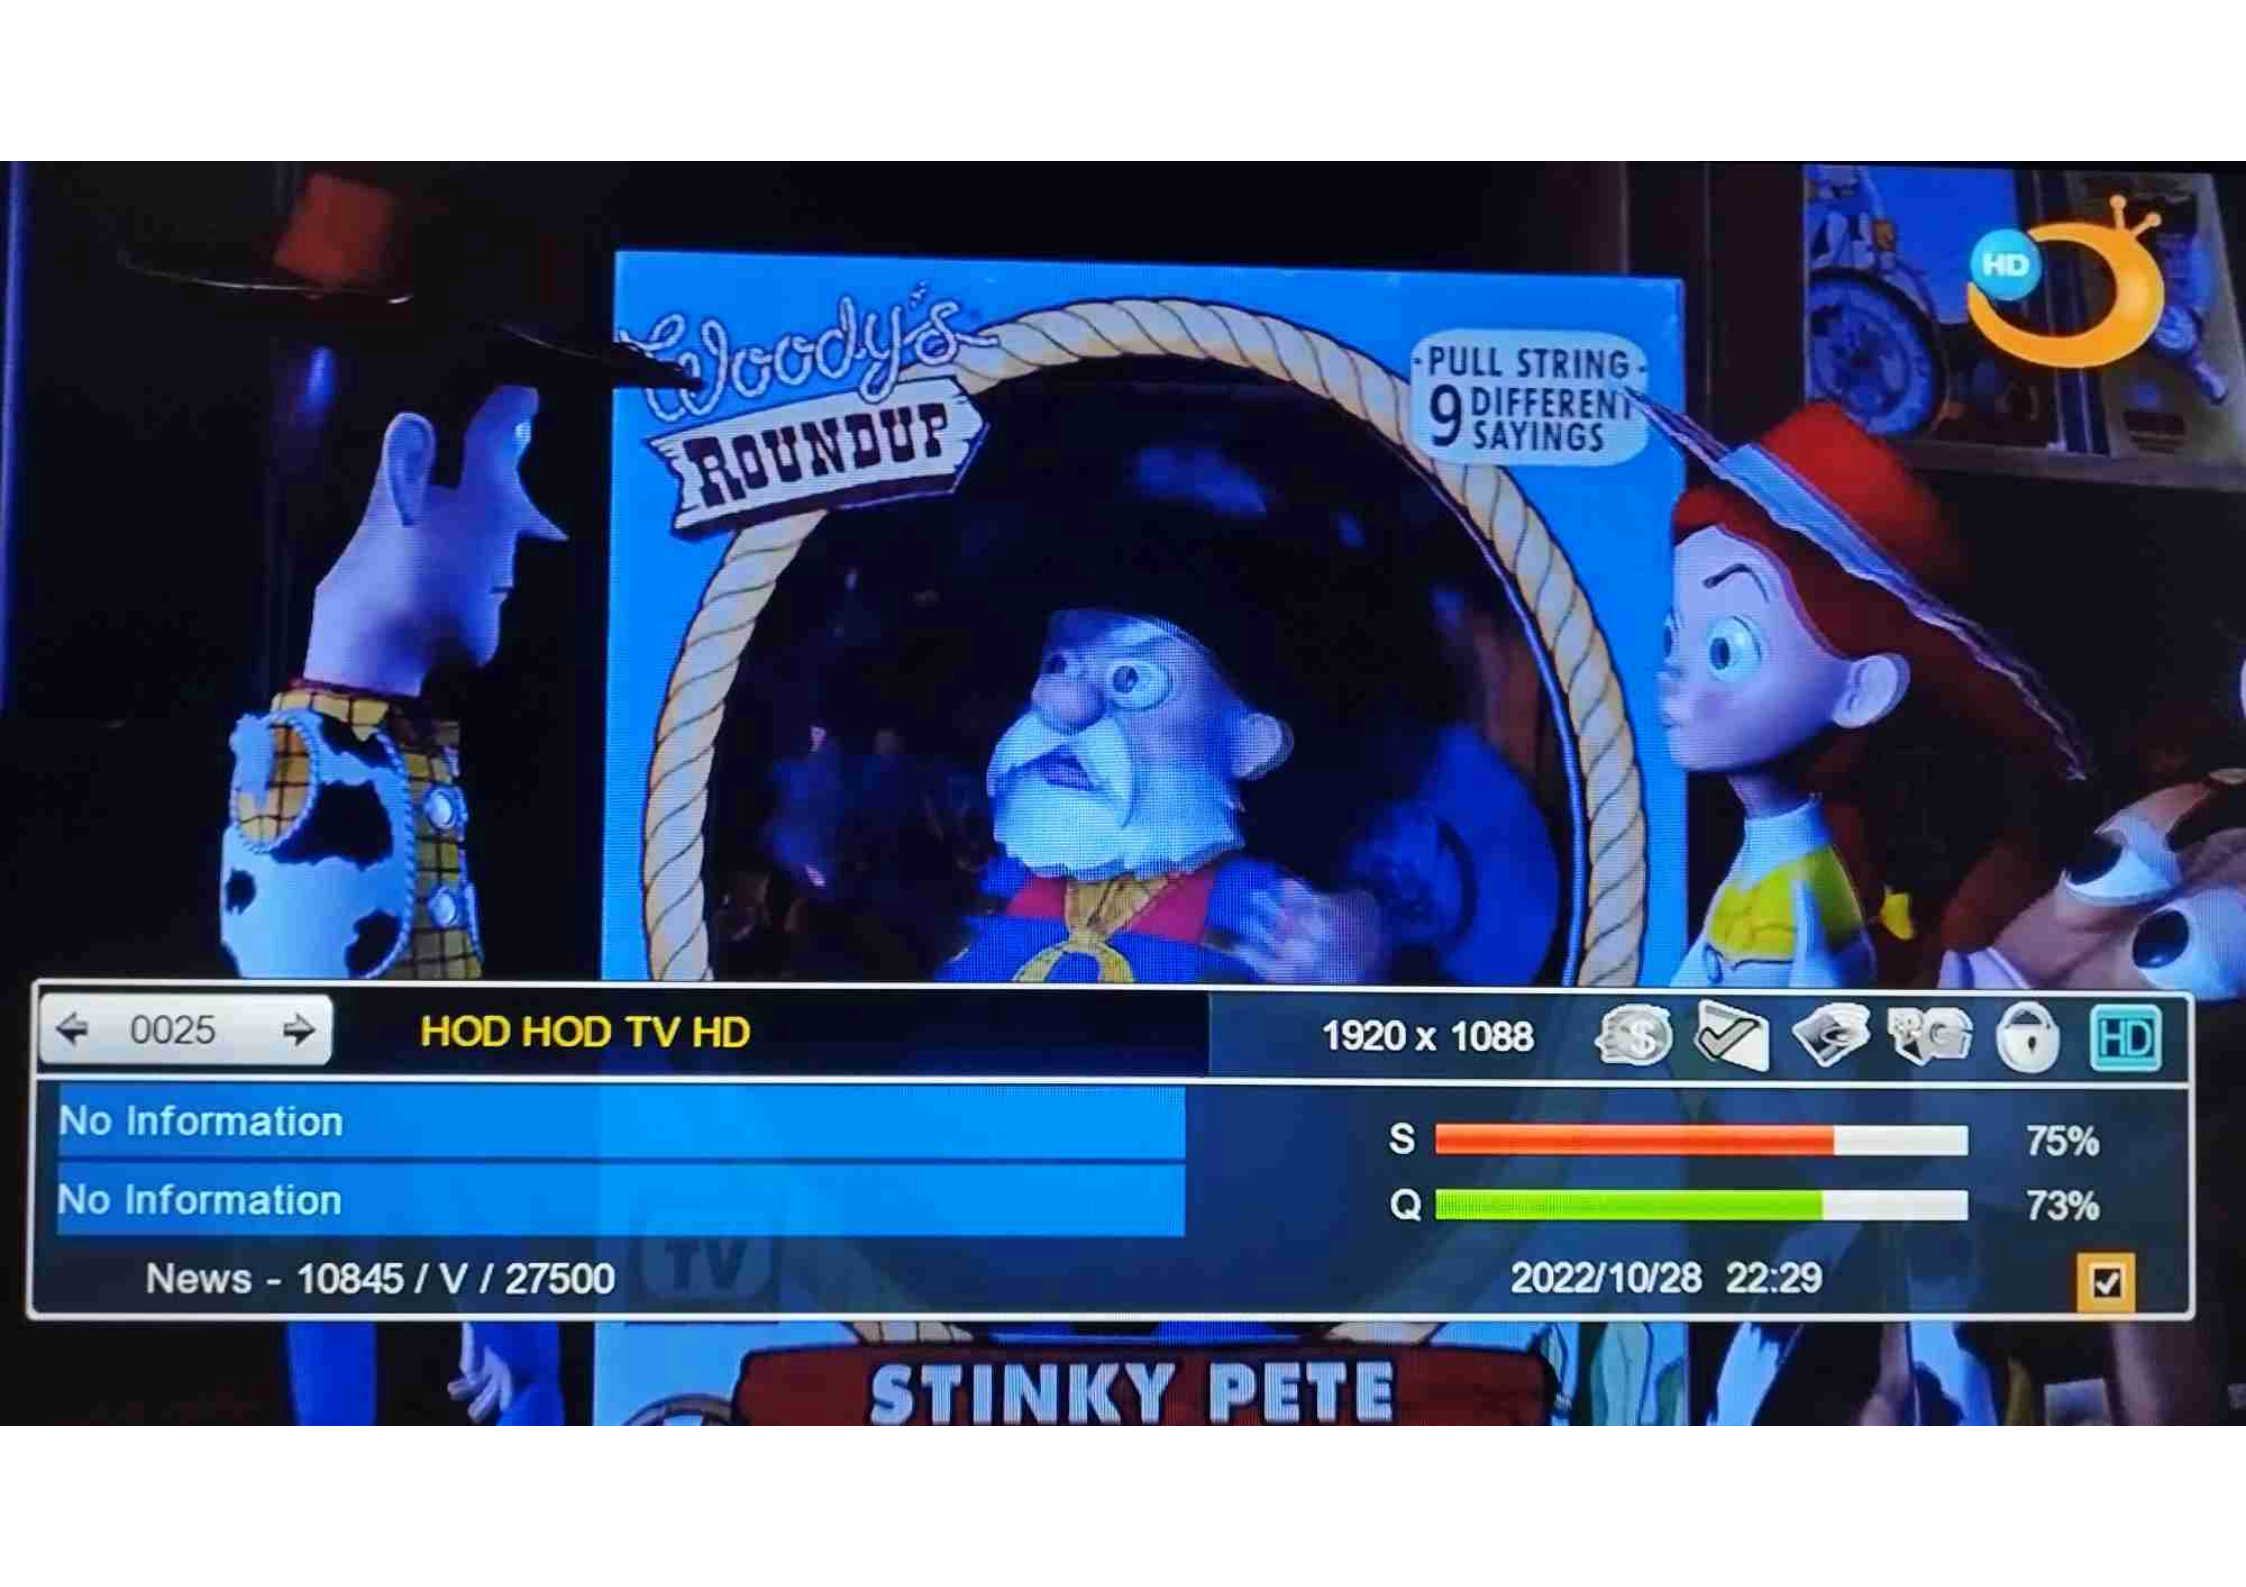 HD
Woody's
ROUNDUP
PULL STRING
9 DIFFERENT
SAYINGS
0025
HOD HOD TV HD
1920 x 1088
HD
No Information
S
75%
No Information
Q
73%
TV
News - 10845 / V / 27500
2022/10/28 22:29
STINKY PETE